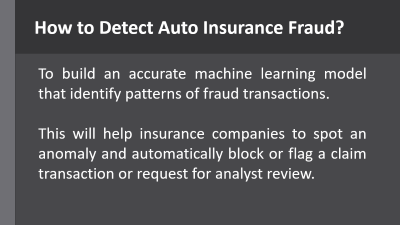 How to Detect Auto Insurance Fraud?
To build an accurate machine learning model
that identify patterns of fraud transactions.
This will help insurance companies to spot an
anomaly and automatically block or flag a claim
transaction or request for analyst review.